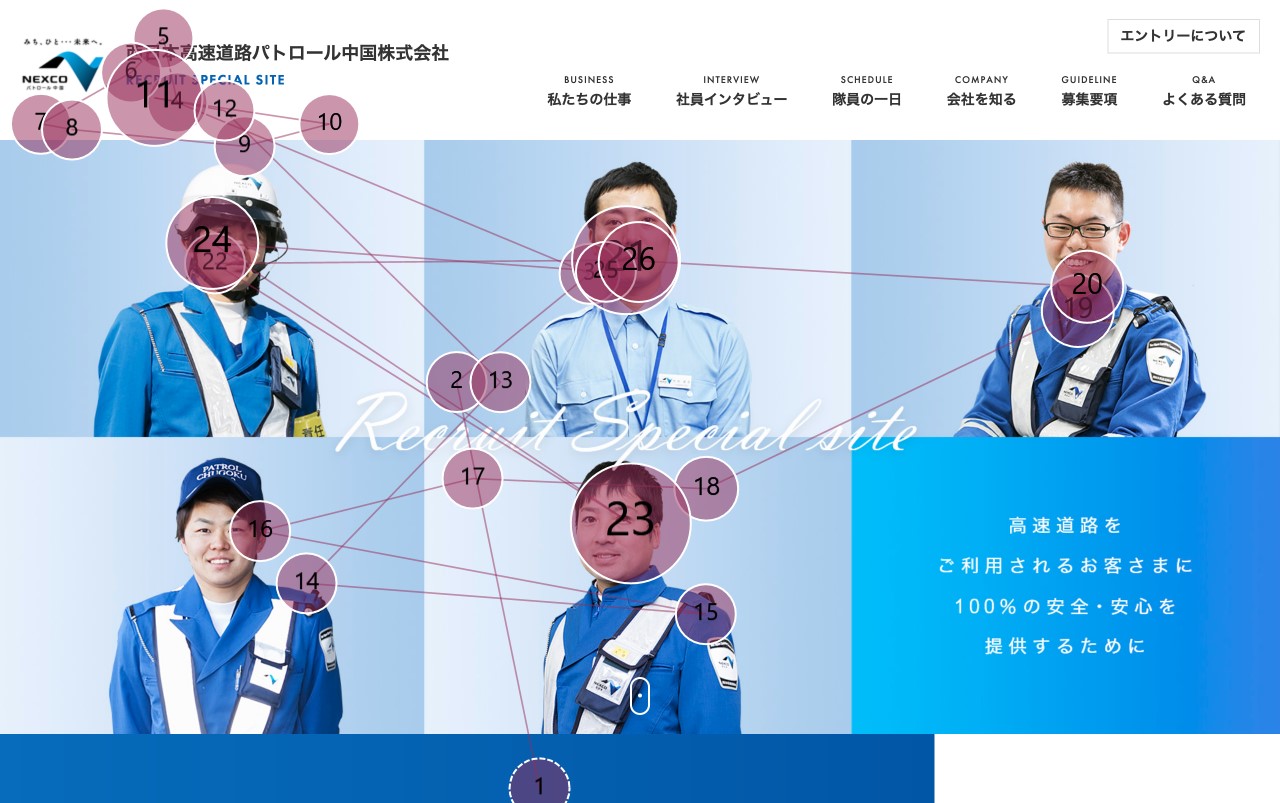 みち、ひと…未来へ。
NEXCO
パトロール中国
西日本高速道路パトロール中国株式会社
RECRUIT SPECIAL SITE
エントリーについて
BUSINESS
私たちの仕事
INTERVIEW
社員インタビュー
SCHEDULE
隊員の一日
COMPANY
会社を知る
GUIDELINE
募集要項
Q&A
よくある質問
5
6
11
4
12
7
8
9
10
24
22
3
25
1
26
20
19
2
13
責任
Recruit Special site
PATROL
CHUGOKU
17
18
16
23
14
15
高速道路を
ご利用されるお客さまに
100%の安全・安心を
提供するために
1